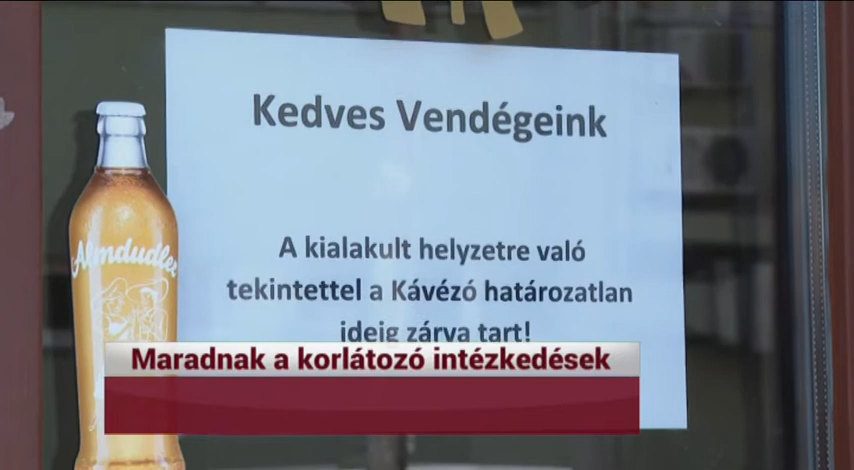 Kedves Vendégeink
Almdudler
A kialakult helyzetre való
tekintettel a Kávézó határozatlan
ideig zárva tart!
Maradnak a korlátozó intézkedések